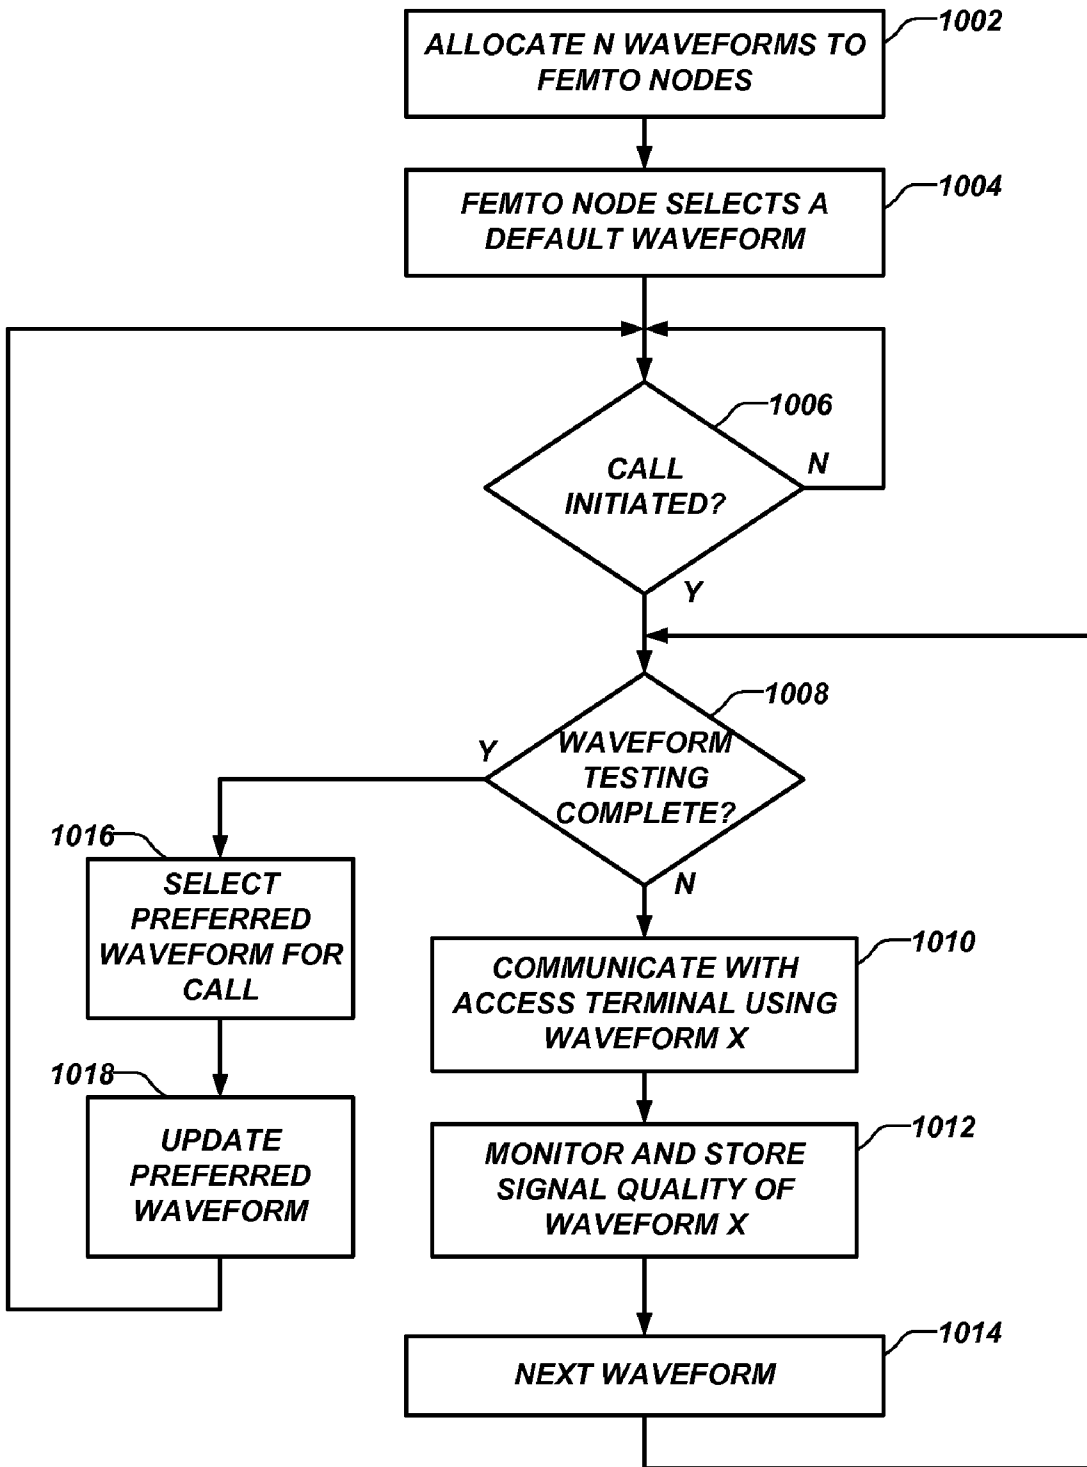 1002
ALLOCATE N WAVEFORMS TO
FEMTO NODES
1004
FEMTO NODE SELECTS A
DEFAULT WAVEFORM
1006
CALL
INITIATED?
N
Y
1008
WAVEFORM
TESTING
COMPLETE?
Y
N
1016
SELECT
PREFERRED
WAVEFORM FOR
CALL
1010
COMMUNICATE WITH
ACCESS TERMINAL USING
WAVEFORM X
1018
UPDATE
PREFERRED
WAVEFORM
1012
MONITOR AND STORE
SIGNAL QUALITY OF
WAVEFORM X
1014
NEXT WAVEFORM